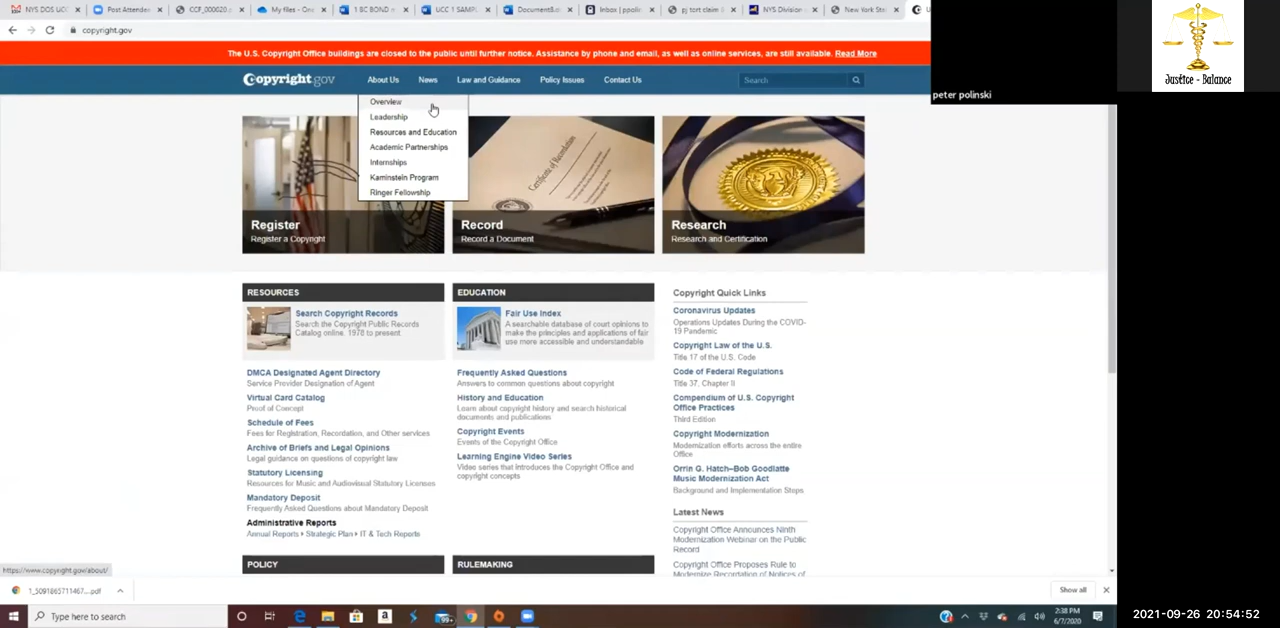 NYS DOS UCC
Post Attende
CCF_000020.c
My files - One
1 BC BOND
UCC 1 SAMP
Document8.
Inbox | ppolin
pj tort claim
NYS Division
New York Sta
copyright.gov
The U.S. Copyright Office buildings are closed to the public until further notice. Assistance by phone and email, as well as online services, are still available. Read More
Copyright.gov
About Us
News
Law and Guidance
Policy Issues
Contact Us
Search
peter polinski
Justice - Balance
Overview
Leadership
Resources and Education
Academic Partnerships
Internships
Kaminstein Program
Ringer Fellowship
Certificate of Recordation
Register
Register a Copyright
Record
Record a Document
Research
Research and Certification
RESOURCES
Search Copyright Records
Search the Copyright Public Records
Catalog online. 1978 to present.
DMCA Designated Agent Directory
Service Provider Designation of Agent
Virtual Card Catalog
Proof of Concept
Schedule of Fees
Fees for Registration, Recordation, and Other services
Archive of Briefs and Legal Opinions
Legal guidance on questions of copyright law
Statutory Licensing
Resources for Music and Audiovisual Statutory Licenses
Mandatory Deposit
Frequently Asked Questions about Mandatory Deposit
Administrative Reports
Annual Reports Strategic Plan IT & Tech Reports
EDUCATION
Fair Use Index
A searchable database of court opinions to
make the principles and applications of fair
use more accessible and understandable
Frequently Asked Questions
Answers to common questions about copyright
History and Education
Learn about copyright history and search historical
documents and publications
Copyright Events
Events of the Copyright Office
Learning Engine Video Series
Video series that introduces the Copyright Office and
copyright concepts
Copyright Quick Links
Coronavirus Updates
Operations Updates During the COVID-
19 Pandemic
Copyright Law of the U.S.
Title 17 of the U.S. Code
Code of Federal Regulations
Title 37, Chapter II
Compendium of U.S. Copyright
Office Practices
Third Edition
Copyright Modernization
Modernization efforts across the entire
Office
Orrin G. Hatch–Bob Goodlatte
Music Modernization Act
Background and Implementation Steps
Latest News
Copyright Office Announces Ninth
Modernization Webinar on the Public
Record
Copyright Office Proposes Rule to
Modernize Recordation of Notices of
POLICY
RULEMAKING
https://www.copyright.gov/about/
1_5091865711467....pdf
Show all
Type here to search
99+
2:38 PM
6/7/2020
2021-09-26 20:54:52